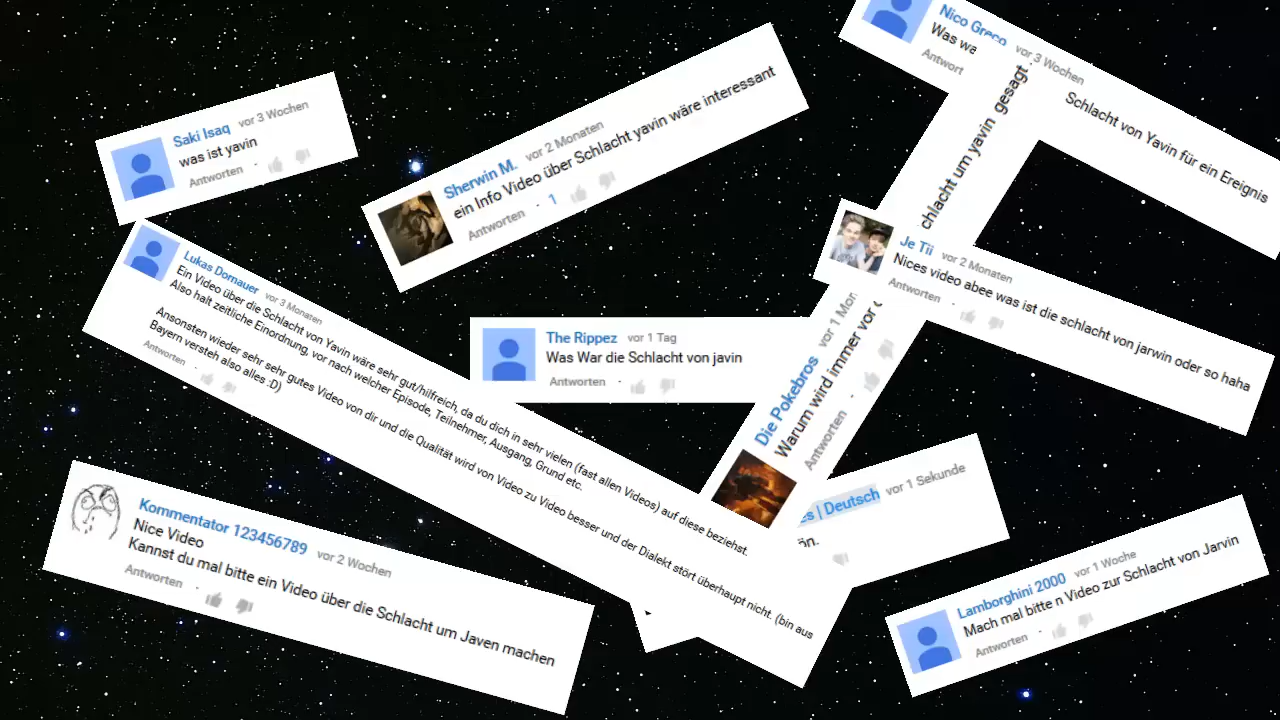 Nico Greco vor 3 Wochen
Was wa
Schlacht von Yavin für ein Ereignis
Antwort
Saki Isaq vor 3 Wochen
was ist yavin
Antworten
Sherwin M. vor 2 Monaten
ein Info Video über Schlacht yavin wäre interessant
Antworten 1
Je Tii vor 2 Monaten
Nices video abee was ist die schlacht von jarwin oder so haha
Antworten
Lukas Dornauer vor 3 Monaten
Ein Video über die Schlacht von Yavin wäre sehr gut/hilfreich, da du dich in sehr vielen (fast allen Videos) auf diese beziehst.
Also halt zeitliche Einordnung, vor nach welcher Episode, Teilnehmer, Ausgang, Grund etc.
Ansonsten wieder sehr sehr gutes Video von dir und die Qualität wird von Video zu Video besser und der Dialekt stört überhaupt nicht. (bin aus
Bayern versteh also alles :D)
Antworten
The Rippez vor 1 Tag
Was War die Schlacht von javin
Antworten
Die Pokebros vor 1 Mon
Warum wird immer vor
chlacht um yavin gesagt
Antworten
es | Deutsch vor 1 Sekunde
ön.
Kommentator 123456789 vor 2 Wochen
Nice Video
Kannst du mal bitte ein Video über die Schlacht um Javen machen
Antworten
Lamborghini 2000 vor 1 Woche
Mach mal bitte n Video zur Schlacht von Jarvin
Antworten